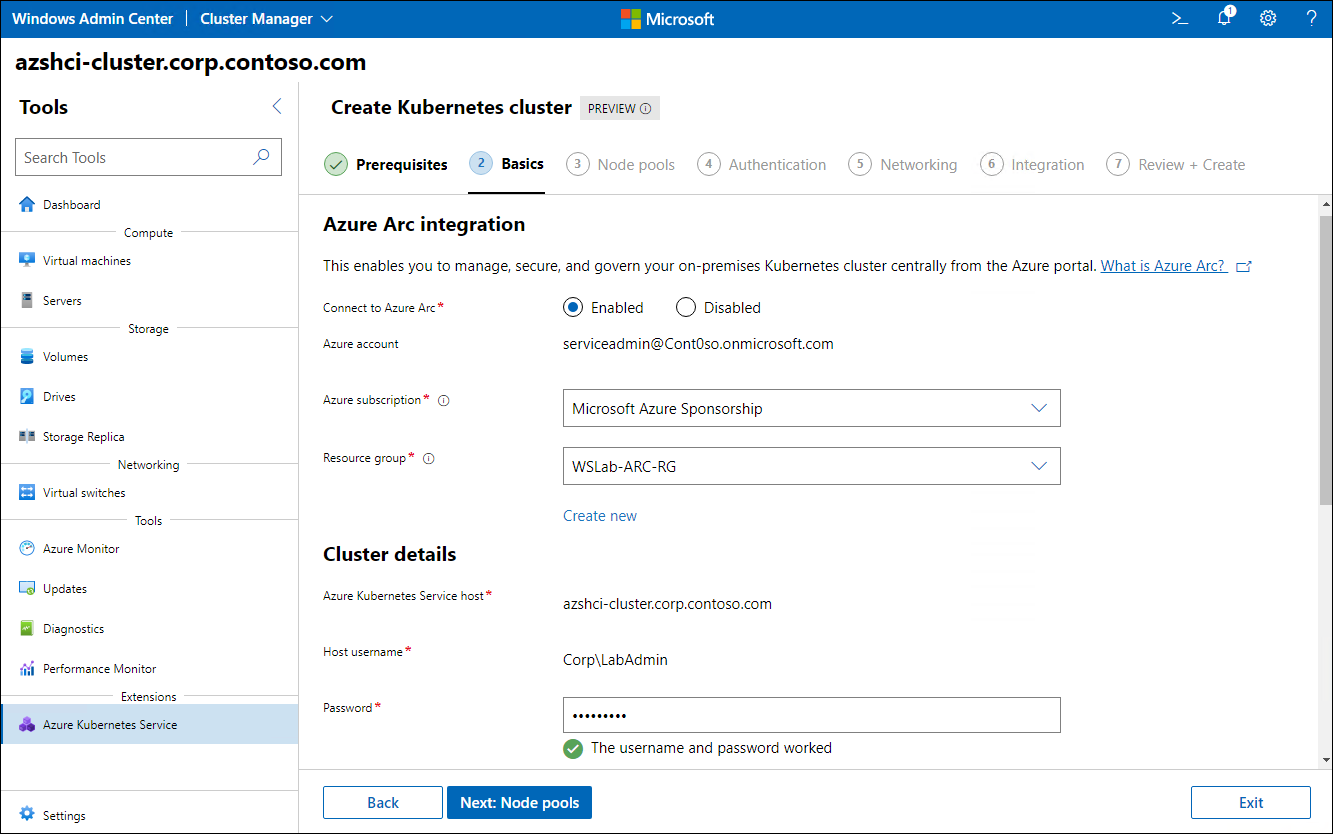 Windows Admin Center Cluster Manager Microsoft 1
azshci-cluster.corp.contoso.com
Tools
Search Tools
Dashboard
Compute
Virtual machines
Servers
Storage
Volumes
Drives
Storage Replica
Networking
Virtual switches
Tools
Azure Monitor
Updates
Diagnostics
Performance Monitor
Extensions
Azure Kubernetes Service
Settings
Create Kubernetes cluster PREVIEW
Prerequisites 2 Basics 3 Node pools 4 Authentication 5 Networking 6 Integration 7 Review + Create
Azure Arc integration
This enables you to manage, secure, and govern your on-premises Kubernetes cluster centrally from the Azure portal. What is Azure Arc?
Connect to Azure Arc* Enabled Disabled
Azure account serviceadmin@Cont0so.onmicrosoft.com
Azure subscription* Microsoft Azure Sponsorship
Resource group* WSLab-ARC-RG
Create new
Cluster details
Azure Kubernetes Service host* azshci-cluster.corp.contoso.com
Host username* Corp\LabAdmin
Password* •••••••••
The username and password worked
Back Next: Node pools Exit